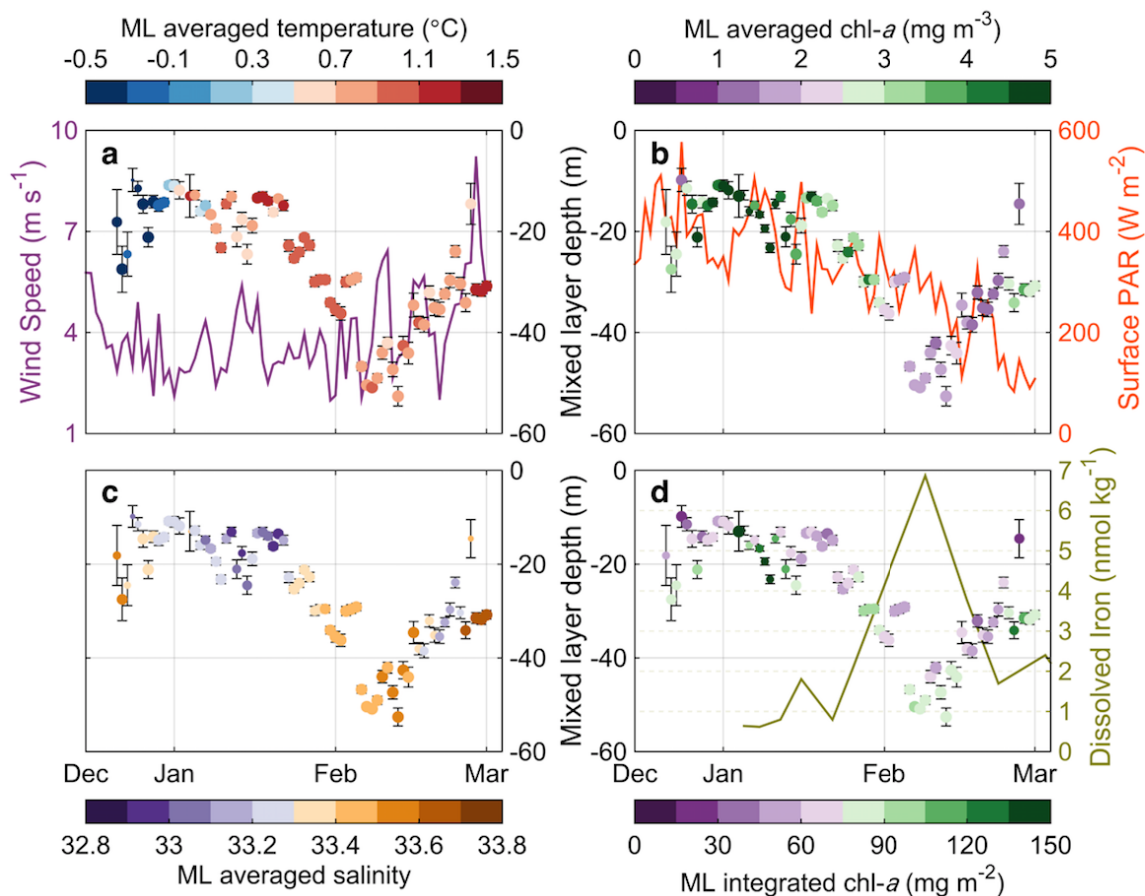 ML averaged temperature (°C)
-0.5 -0.1 0.3 0.7 1.1 1.5
ML averaged chl-a (mg m-3)
0 1 2 3 4 5
a
Wind Speed (m s-1)
10
7
4
1
0
-20
-40
-60
Mixed layer depth (m)
b
0
-20
-40
-60
600
400
200
0
Surface PAR (W m-2)
c
0
-20
-40
-60
Mixed layer depth (m)
Dec Jan Feb Mar
d
0
-20
-40
-60
7
6
5
4
3
2
1
0
Dissolved Iron (nmol kg-1)
Dec Jan Feb Mar
32.8 33 33.2 33.4 33.6 33.8
ML averaged salinity
0 30 60 90 120 150
ML integrated chl-a (mg m-2)